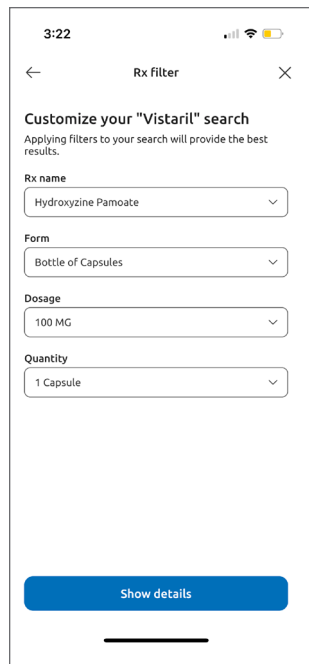 3:22
Rx filter
Customize your "Vistaril" search
Applying filters to your search will provide the best
results.
Rx name
Hydroxyzine Pamoate
Form
Bottle of Capsules
Dosage
100 MG
Quantity
1 Capsule
Show details